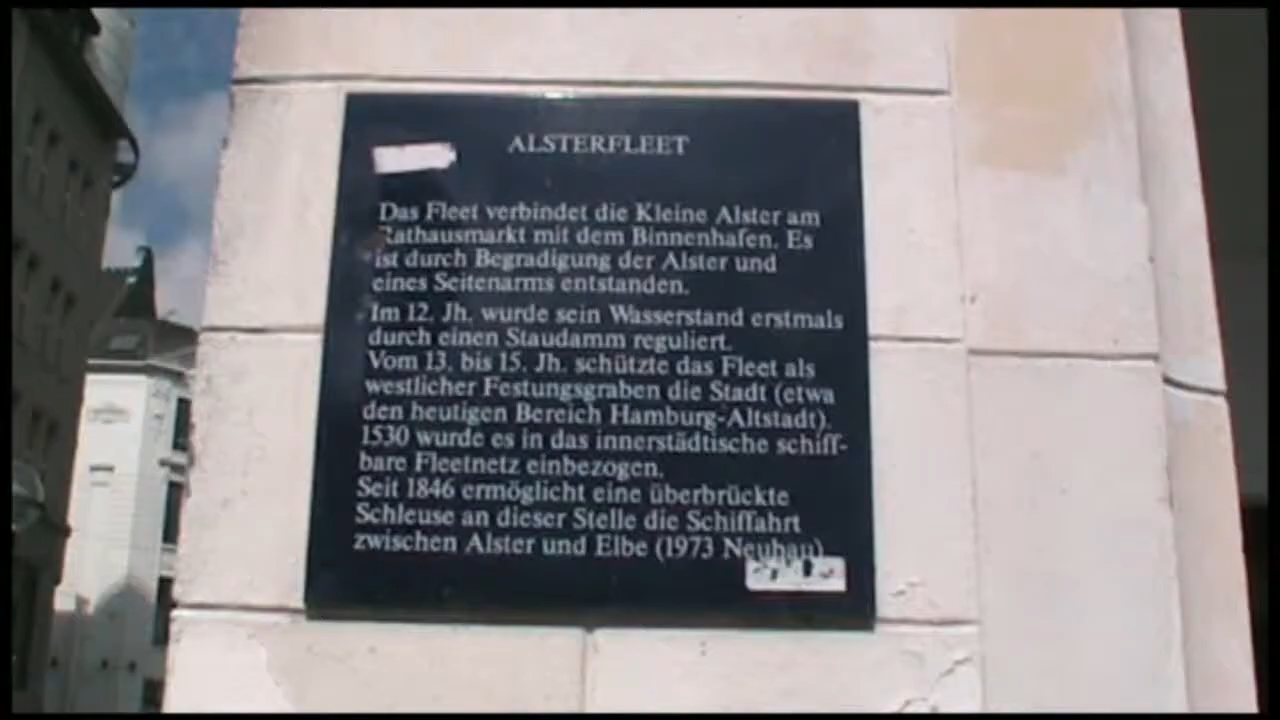 ALSTERFLEET
Das Fleet verbindet die Kleine Alster am
Rathausmarkt mit dem Binnenhafen. Es
ist durch Begradigung der Alster und
eines Seitenarms entstanden.
Im 12. Jh. wurde sein Wasserstand erstmals
durch einen Staudamm reguliert.
Vom 13. bis 15. Jh. schützte das Fleet als
westlicher Festungsgraben die Stadt (etwa
den heutigen Bereich Hamburg-Altstadt).
1530 wurde es in das innerstädtische schiff-
bare Fleetnetz einbezogen.
Seit 1846 ermöglicht eine überbrückte
Schleuse an dieser Stelle die Schiffahrt
zwischen Alster und Elbe (1973 Neubau)